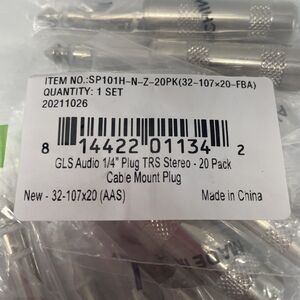 ITEM NO.:SP101H-N-Z-20PK(32-107×20-FBA)
QUANTITY: 1 SET
20211026
8 14422 01134 2
GLS Audio 1/4" Plug TRS Stereo - 20 Pack
Cable Mount Plug
New - 32-107x20 (AAS) Made in China